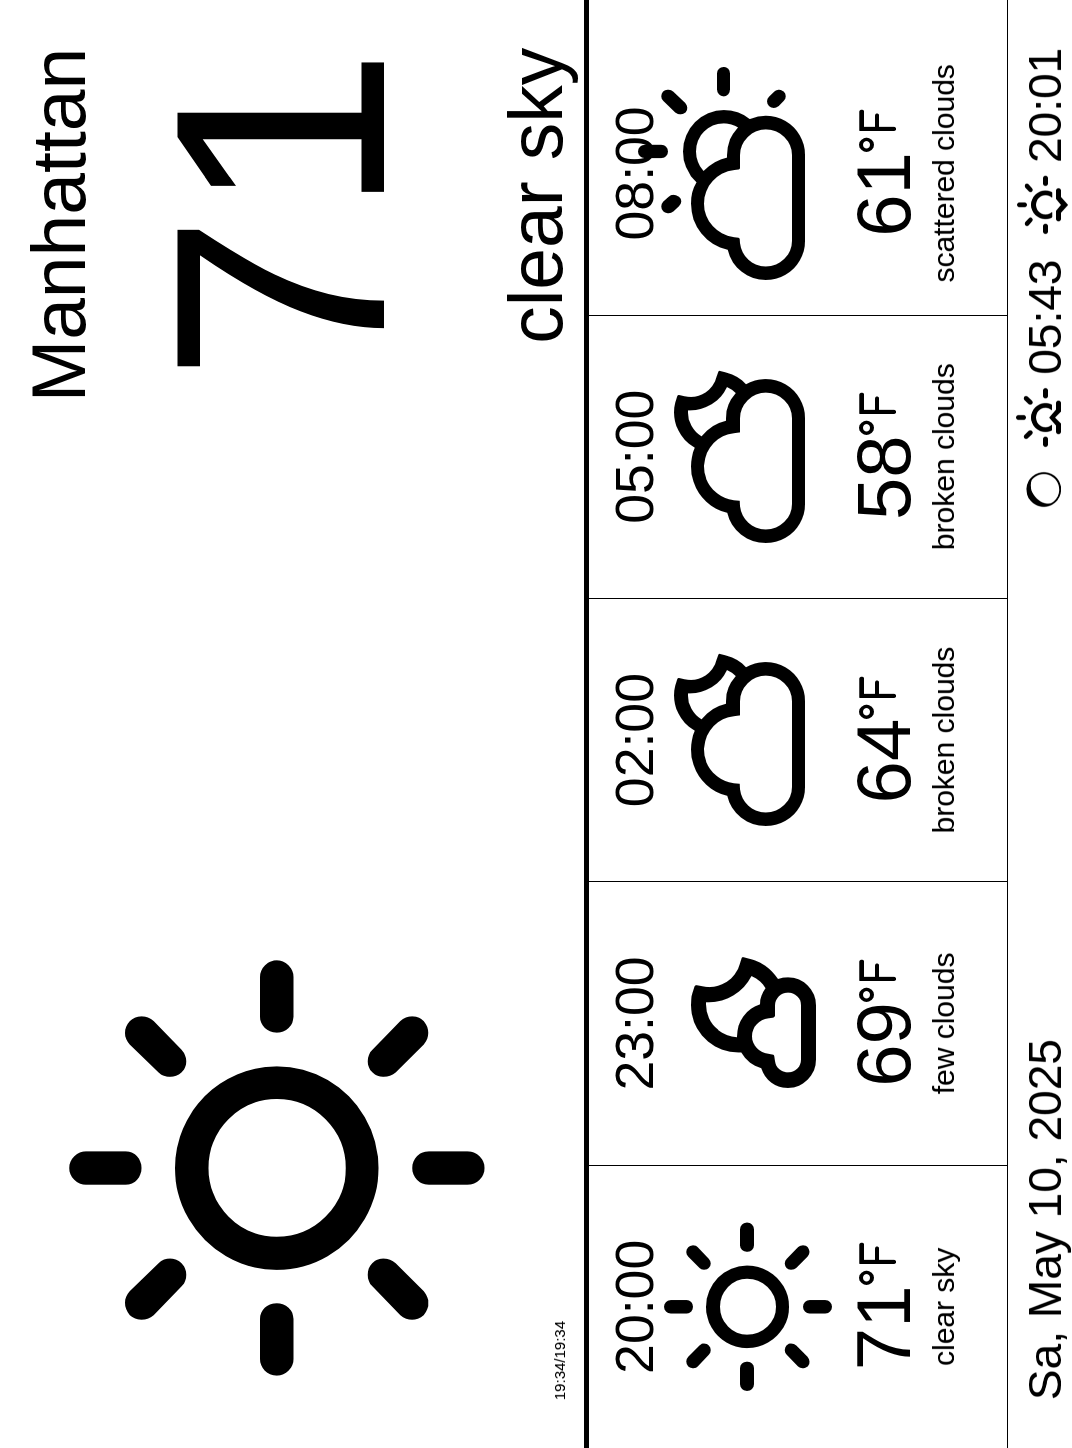 Manhattan
71
clear sky
19:34/19:34
20:00
71°F
clear sky
23:00
69°F
few clouds
02:00
64°F
broken clouds
05:00
58°F
broken clouds
08:00
61°F
scattered clouds
Sa, May 10, 2025
05:43
20:01